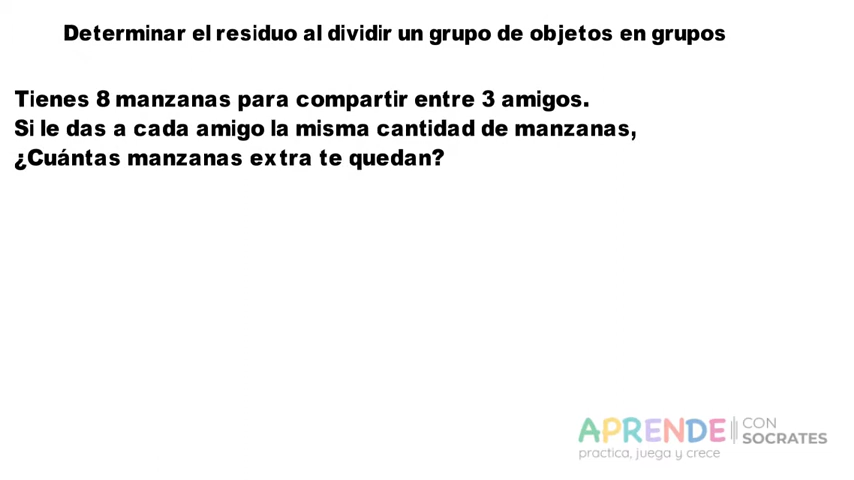 Determinar el residuo al dividir un grupo de objetos en grupos
Tienes 8 manzanas para compartir entre 3 amigos.
Si le das a cada amigo la misma cantidad de manzanas,
¿Cuántas manzanas extra te quedan?
APRENDE CON
SOCRATES
practica, juega y crece